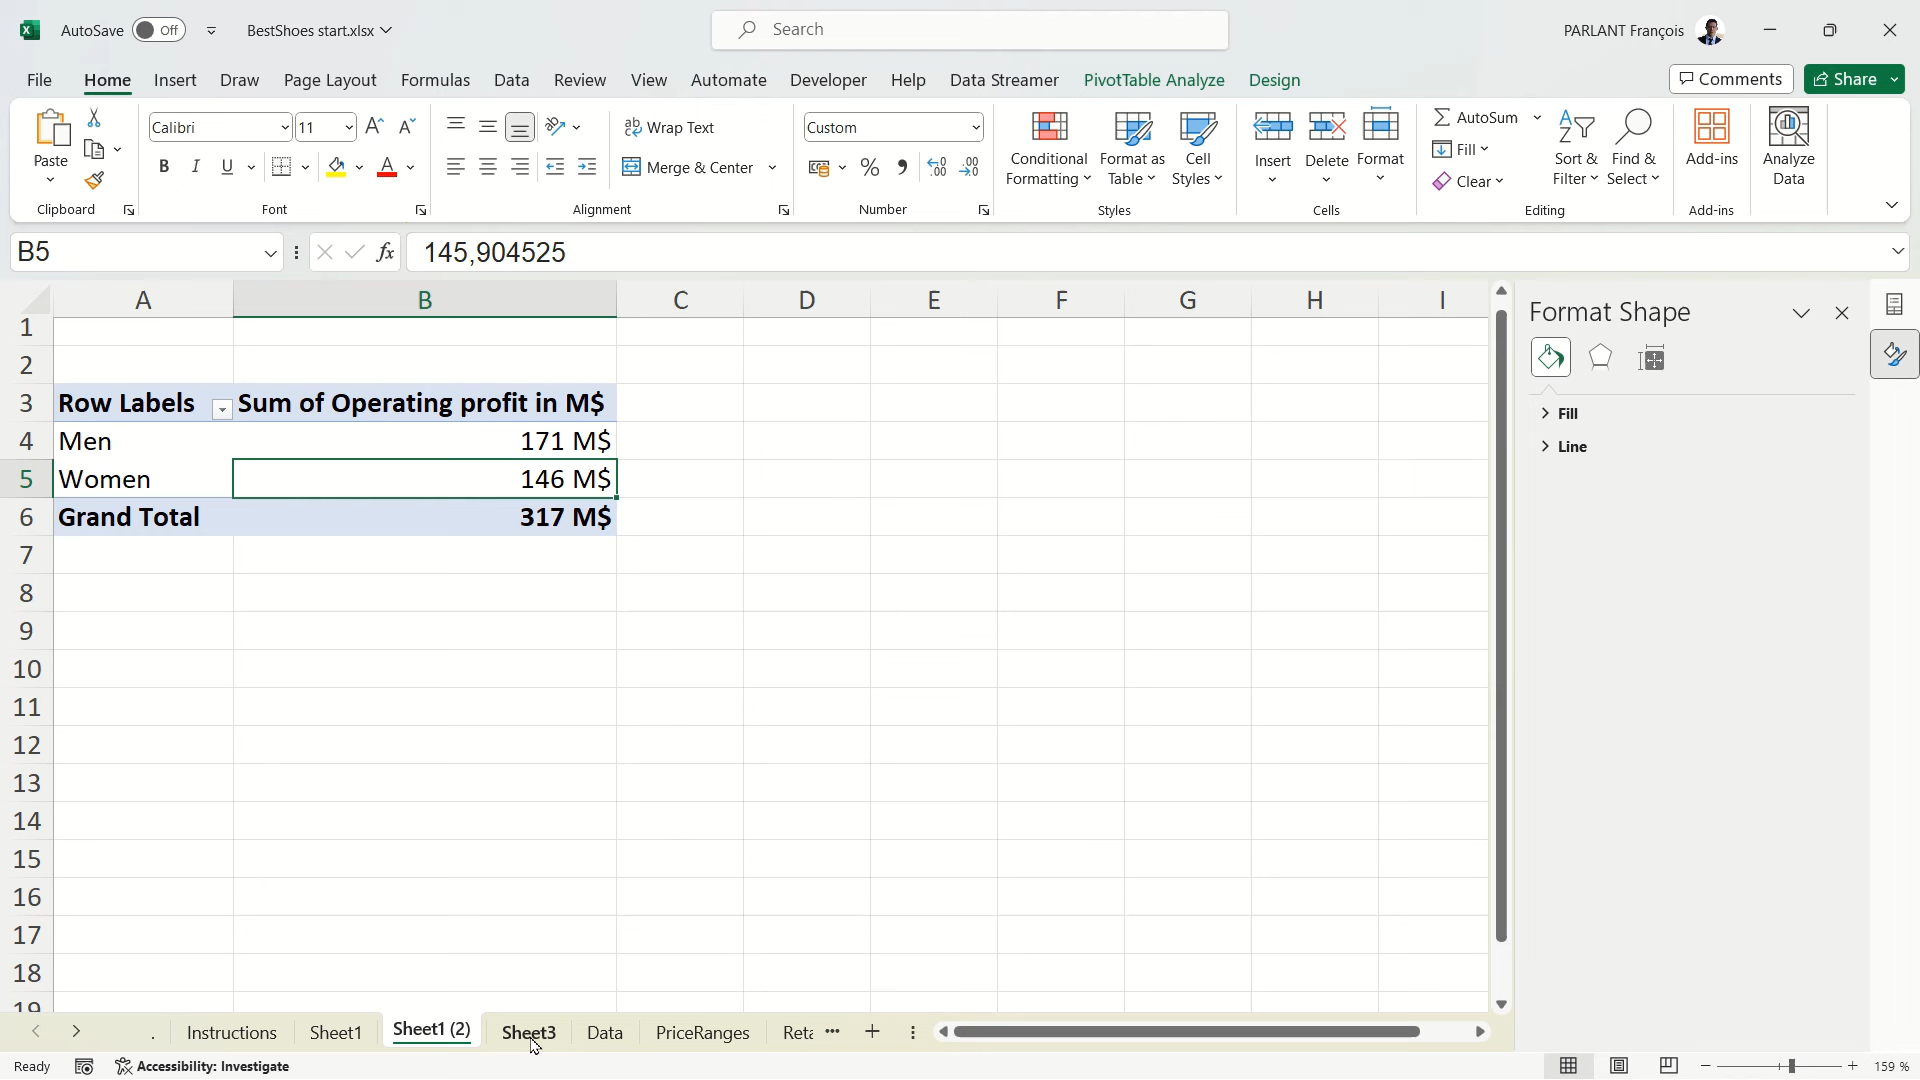 AutoSave Off BestShoes start.xlsx Search PARLANT François
File Home Insert Draw Page Layout Formulas Data Review View Automate Developer Help Data Streamer PivotTable Analyze Design Comments Share
Paste
Clipboard
Calibri 11
B I U A
Font
Wrap Text
Merge & Center
Alignment
Custom
%
Number
Conditional Formatting
Format as Table
Cell Styles
Styles
Insert Delete Format
Cells
AutoSum
Fill
Clear
Sort & Filter
Find & Select
Editing
Add-ins
Add-ins
Analyze Data
B5 fx 145,904525
A B C D E F G H I
1
2
3 Row Labels Sum of Operating profit in M$
4 Men 171 M$
5 Women 146 M$
6 Grand Total 317 M$
7
8
9
10
11
12
13
14
15
16
17
18
19
Format Shape
Fill
Line
. Instructions Sheet1 Sheet1 (2) Sheet3 Data PriceRanges Reta
Ready Accessibility: Investigate 159 %